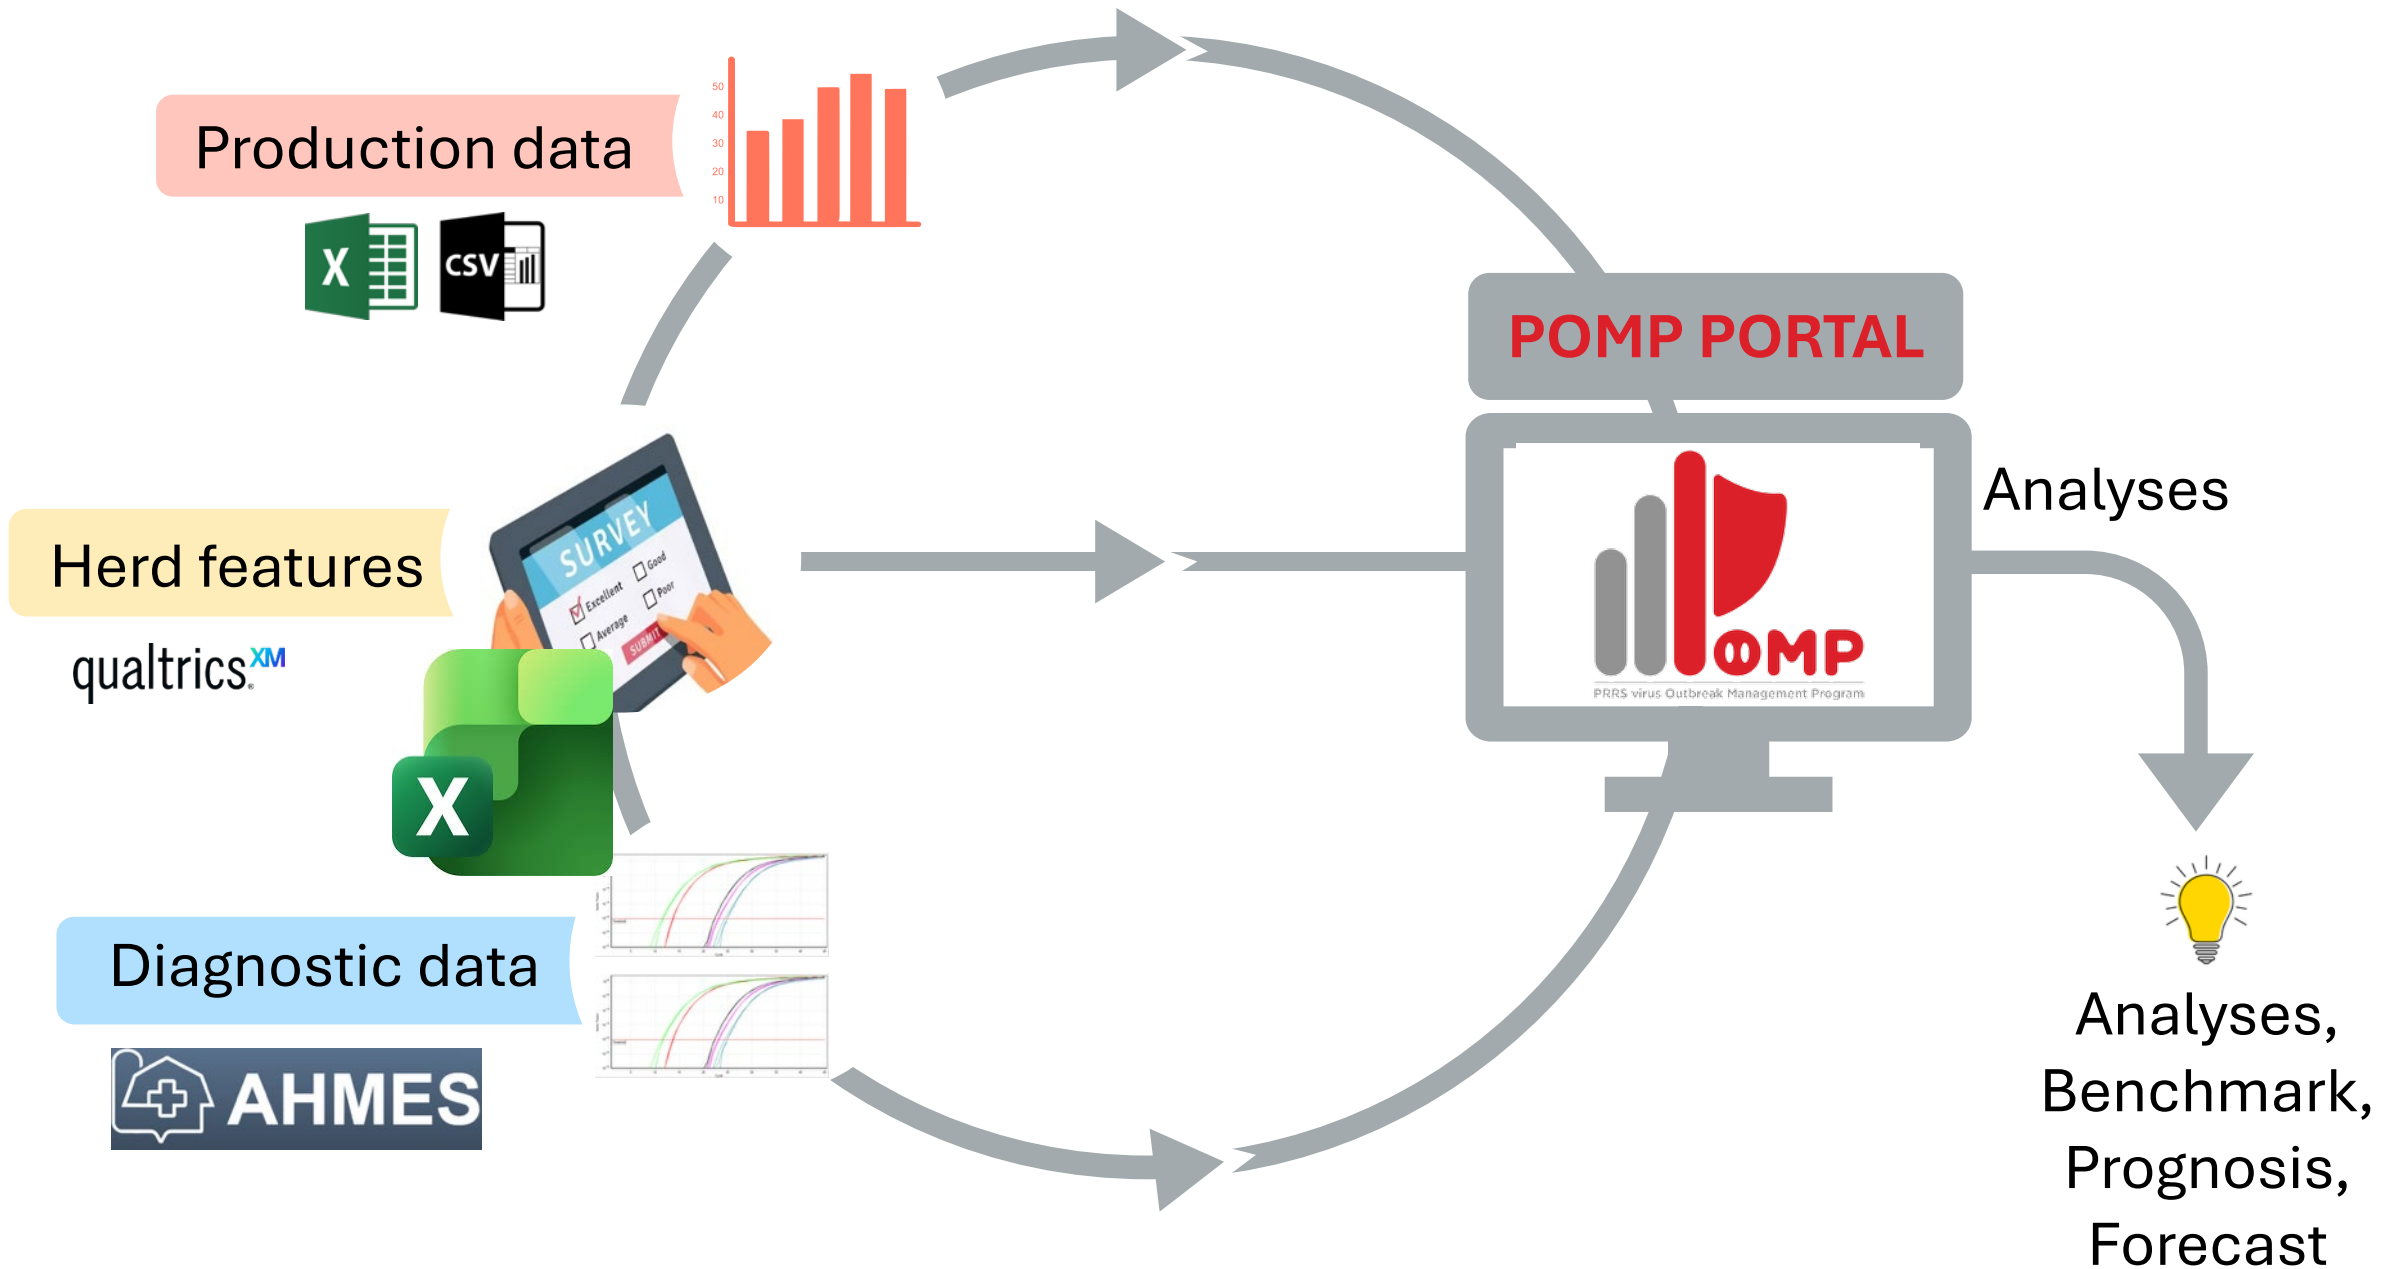 50
40
30
20
10
Production data
X
CSV
POMP PORTAL
SURVEY
Good
Excellent
Poor
Average
SUBMIT
Herd features
qualtrics.XM
X
OMP
PRRS virus Outbreak Management Program
Analyses
Diagnostic data
AHMES
Analyses,
Benchmark,
Prognosis,
Forecast